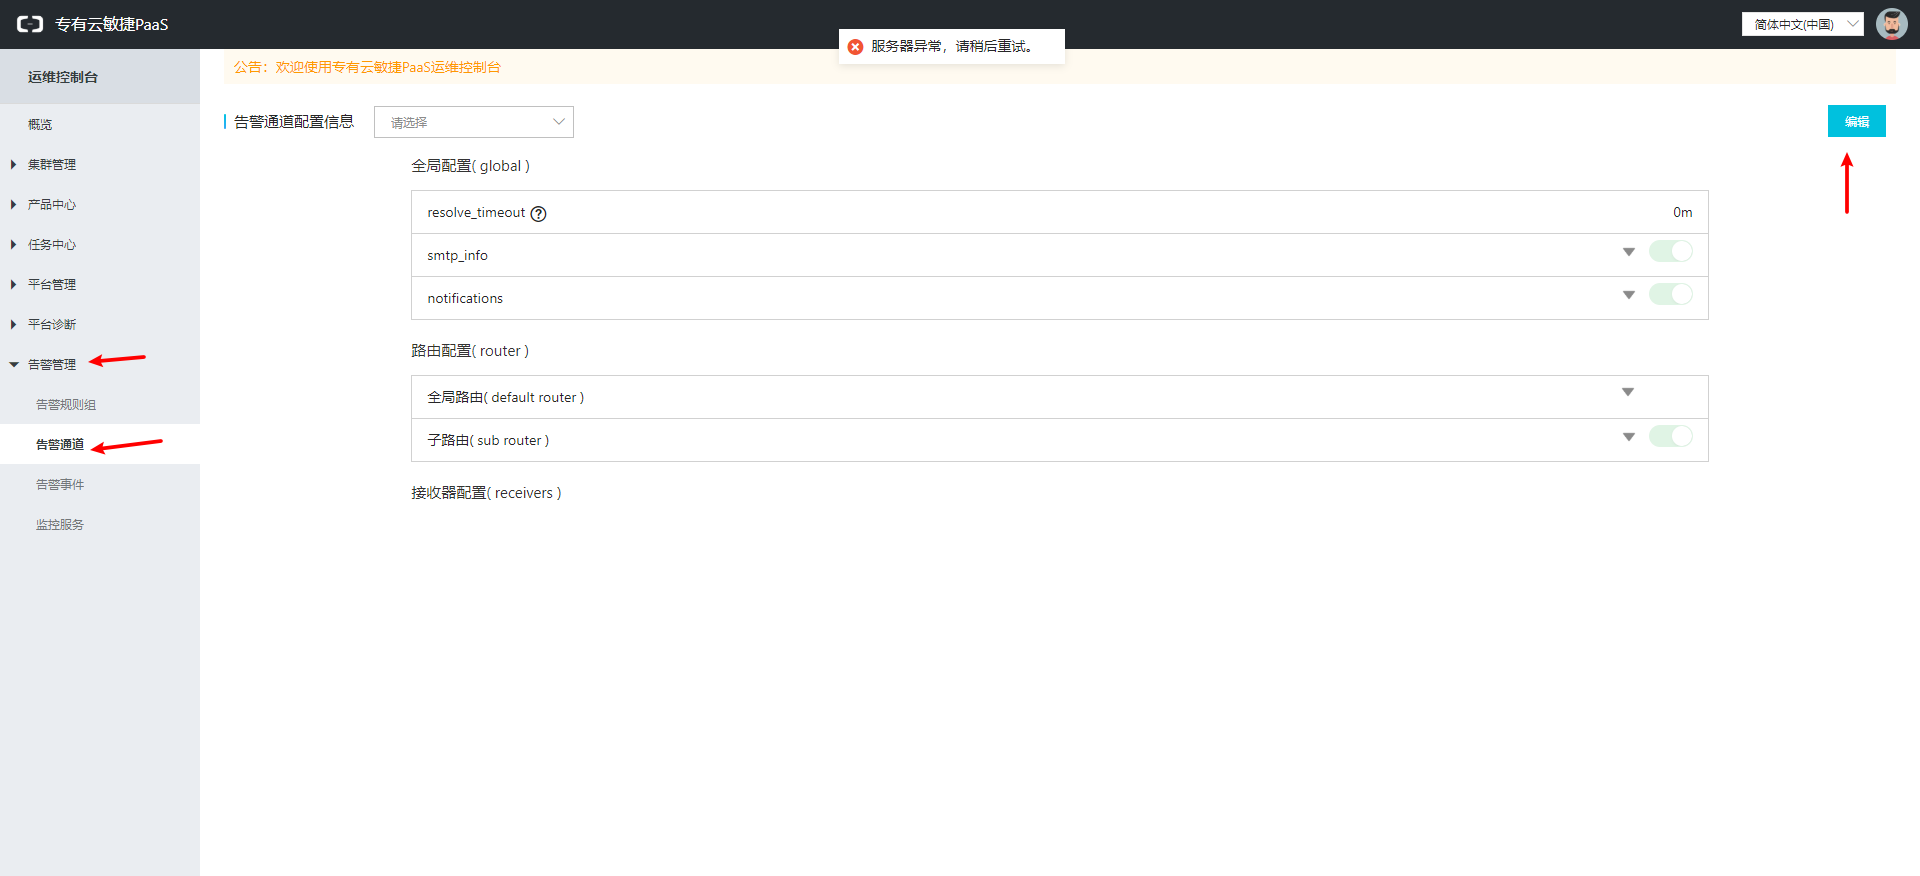 专有云敏捷PaaS
简体中文(中国)
服务器异常，请稍后重试。
运维控制台
公告：欢迎使用专有云敏捷PaaS运维控制台
概览
集群管理
产品中心
任务中心
平台管理
平台诊断
告警管理
告警规则组
告警通道
告警事件
监控服务
告警通道配置信息
请选择
编辑
全局配置( global )
resolve_timeout ?
0m
smtp_info
notifications
路由配置( router )
全局路由( default router )
子路由( sub router )
接收器配置( receivers )